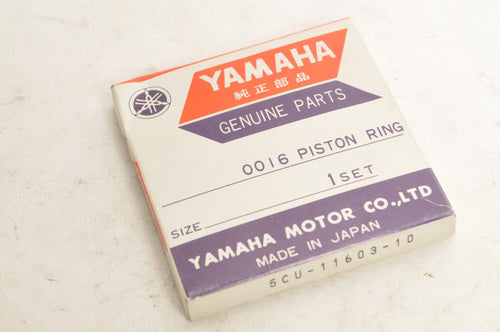 YAMAHA
純正部品
GENUINE PARTS
0016 PISTON RING
1 SET
SIZE
YAMAHA MOTOR CO.,LTD
MADE IN JAPAN
5CU-11603-10